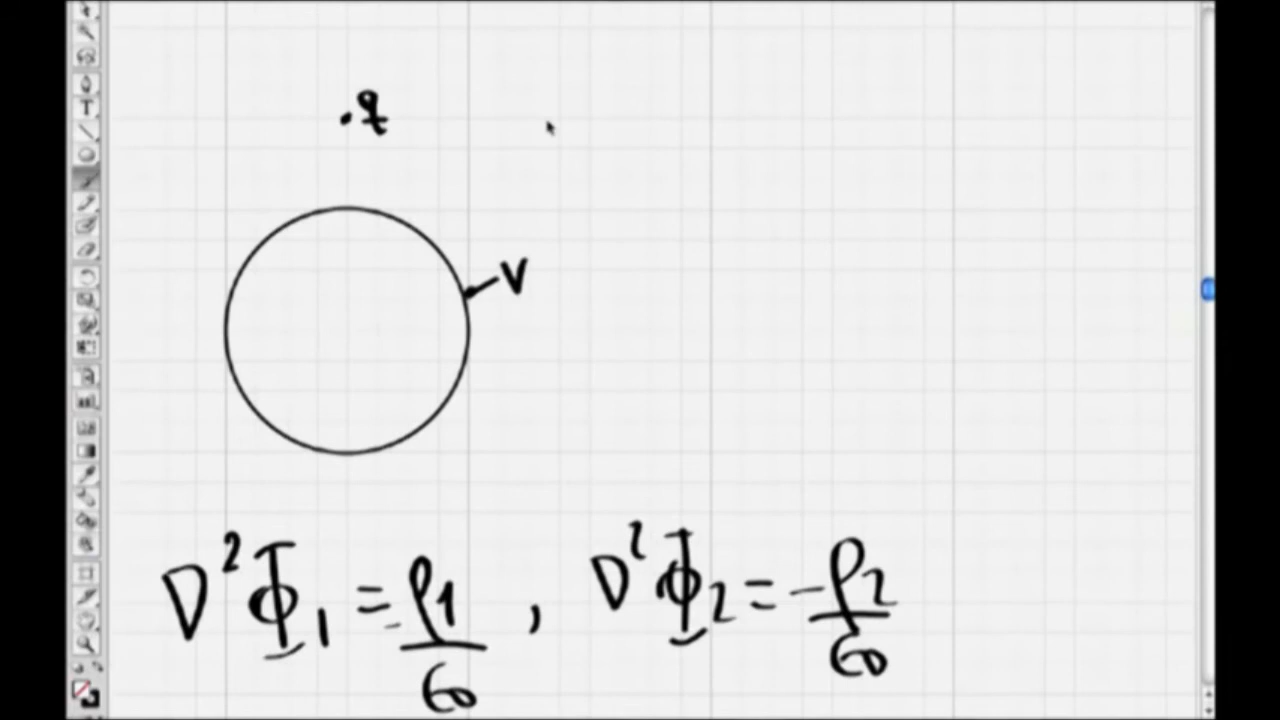 .q
V
∇²Φ₁ = -ρ₁/ϵ₀ , ∇²Φ₂ = -ρ₂/ϵ₀